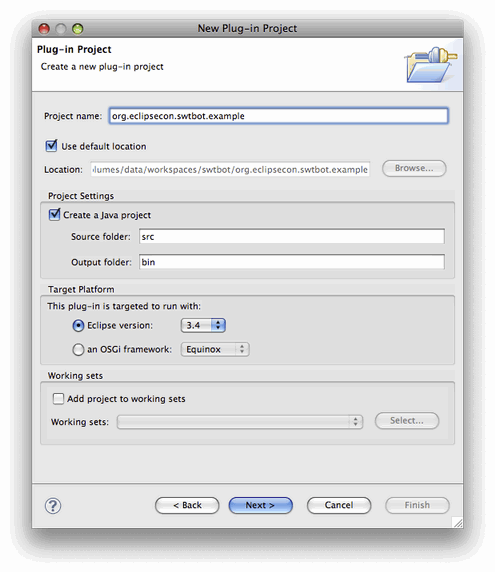 New Plug-in Project
Plug-in Project
Create a new plug-in project
Project name: org.eclipsecon.swtbot.example
Use default location
Location: olumes/data/workspaces/swtbot/org.eclipsecon.swtbot.example Browse...
Project Settings
Create a Java project
Source folder: src
Output folder: bin
Target Platform
This plug-in is targeted to run with:
Eclipse version: 3.4
an OSGi framework: Equinox
Working sets
Add project to working sets
Working sets: Select...
? < Back Next > Cancel Finish